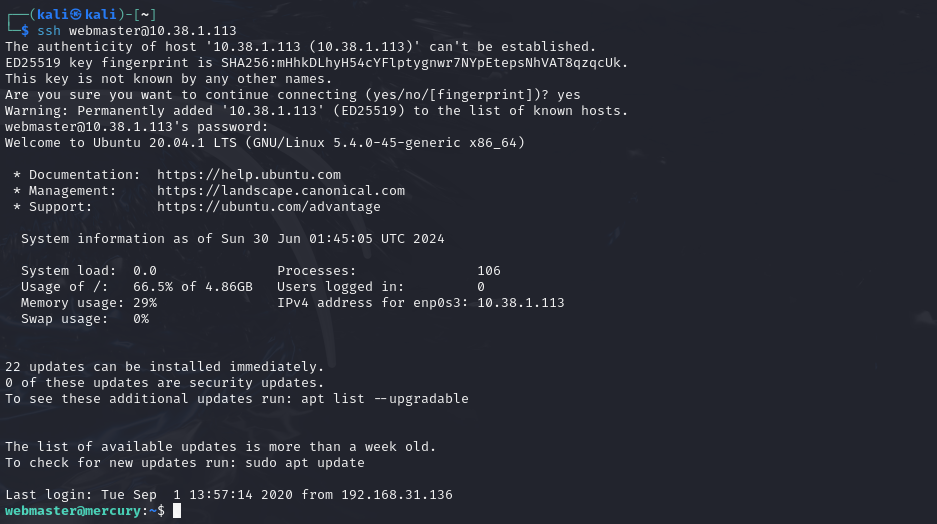 ┌──(kali㉿kali)-[~]
└─$ ssh webmaster@10.38.1.113
The authenticity of host '10.38.1.113 (10.38.1.113)' can't be established.
ED25519 key fingerprint is SHA256:mHhkDLhyH54cYFlptygnwr7NYpEtepsNhVAT8qzqcUk.
This key is not known by any other names.
Are you sure you want to continue connecting (yes/no/[fingerprint])? yes
Warning: Permanently added '10.38.1.113' (ED25519) to the list of known hosts.
webmaster@10.38.1.113's password:
Welcome to Ubuntu 20.04.1 LTS (GNU/Linux 5.4.0-45-generic x86_64)
* Documentation:  https://help.ubuntu.com
* Management:     https://landscape.canonical.com
* Support:        https://ubuntu.com/advantage
System information as of Sun 30 Jun 01:45:05 UTC 2024
System load:  0.0               Processes:               106
Usage of /:   66.5% of 4.86GB   Users logged in:         0
Memory usage: 29%               IPv4 address for enp0s3: 10.38.1.113
Swap usage:   0%
22 updates can be installed immediately.
0 of these updates are security updates.
To see these additional updates run: apt list --upgradable
The list of available updates is more than a week old.
To check for new updates run: sudo apt update
Last login: Tue Sep  1 13:57:14 2020 from 192.168.31.136
webmaster@mercury:~$